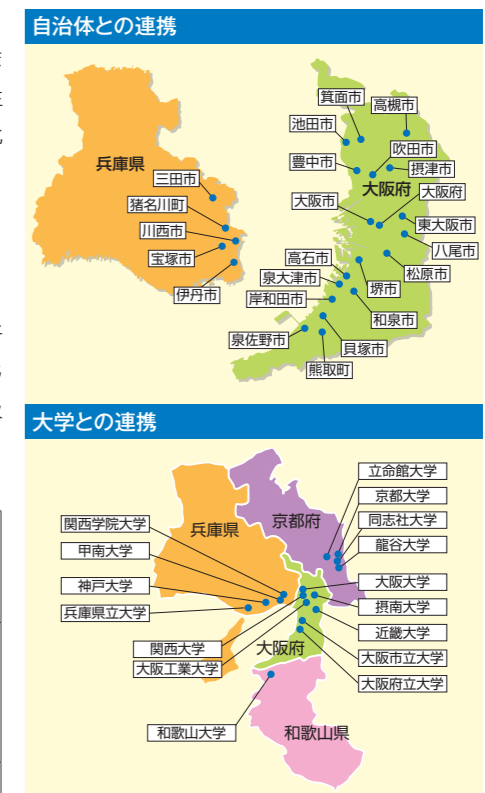 自治体との連携
兵庫県
三田市
猪名川町
川西市
宝塚市
伊丹市
箕面市
高槻市
池田市
吹田市
豊中市
摂津市
大阪府
大阪市
大阪府
東大阪市
八尾市
高石市
松原市
泉大津市
堺市
岸和田市
和泉市
泉佐野市
貝塚市
熊取町
大学との連携
立命館大学
京都大学
同志社大学
龍谷大学
関西学院大学
兵庫県
京都府
甲南大学
神戸大学
大阪大学
兵庫県立大学
摂南大学
近畿大学
関西大学
大阪府
大阪工業大学
大阪市立大学
大阪府立大学
和歌山大学
和歌山県